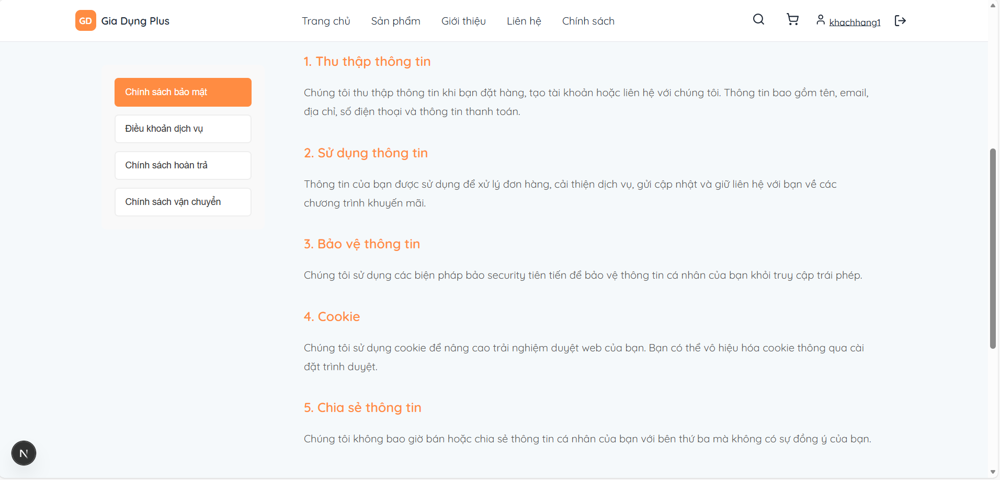 GD Gia Dụng Plus Trang chủ Sản phẩm Giới thiệu Liên hệ Chính sách khachhang1
Chính sách bảo mật
Điều khoản dịch vụ
Chính sách hoàn trả
Chính sách vận chuyển
1. Thu thập thông tin
Chúng tôi thu thập thông tin khi bạn đặt hàng, tạo tài khoản hoặc liên hệ với chúng tôi. Thông tin bao gồm tên, email,
địa chỉ, số điện thoại và thông tin thanh toán.
2. Sử dụng thông tin
Thông tin của bạn được sử dụng để xử lý đơn hàng, cải thiện dịch vụ, gửi cập nhật và giữ liên hệ với bạn về các
chương trình khuyến mãi.
3. Bảo vệ thông tin
Chúng tôi sử dụng các biện pháp bảo security tiên tiến để bảo vệ thông tin cá nhân của bạn khỏi truy cập trái phép.
4. Cookie
Chúng tôi sử dụng cookie để nâng cao trải nghiệm duyệt web của bạn. Bạn có thể vô hiệu hóa cookie thông qua cài
đặt trình duyệt.
5. Chia sẻ thông tin
Chúng tôi không bao giờ bán hoặc chia sẻ thông tin cá nhân của bạn với bên thứ ba mà không có sự đồng ý của bạn.
N